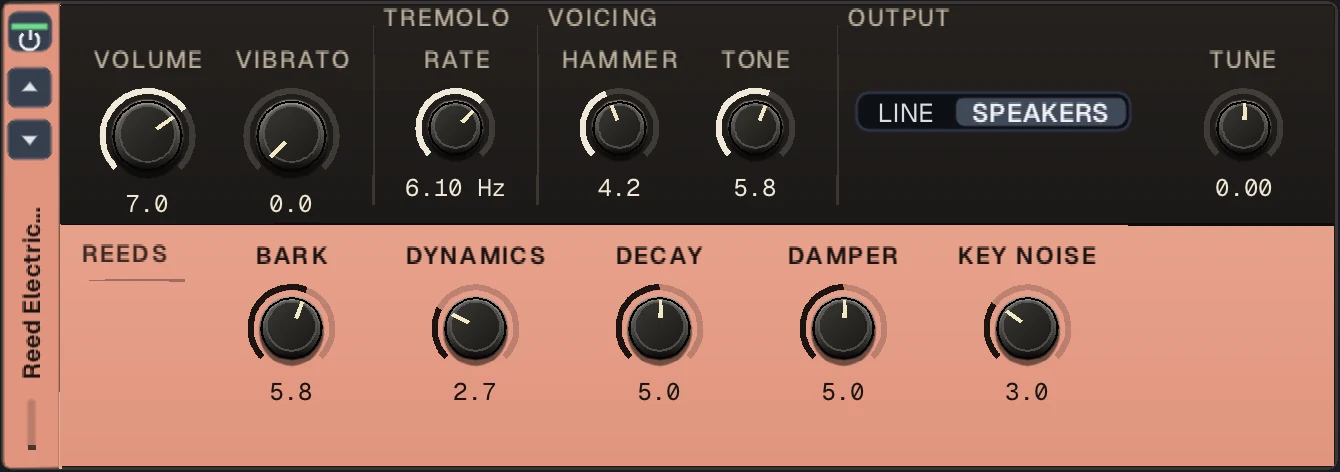 TREMOLO VOICING OUTPUT
VOLUME VIBRATO RATE HAMMER TONE TUNE
LINE SPEAKERS
7.0 0.0 6.10 Hz 4.2 5.8 0.00
REEDS BARK DYNAMICS DECAY DAMPER KEY NOISE
5.8 2.7 5.0 5.0 3.0
Reed Electric...